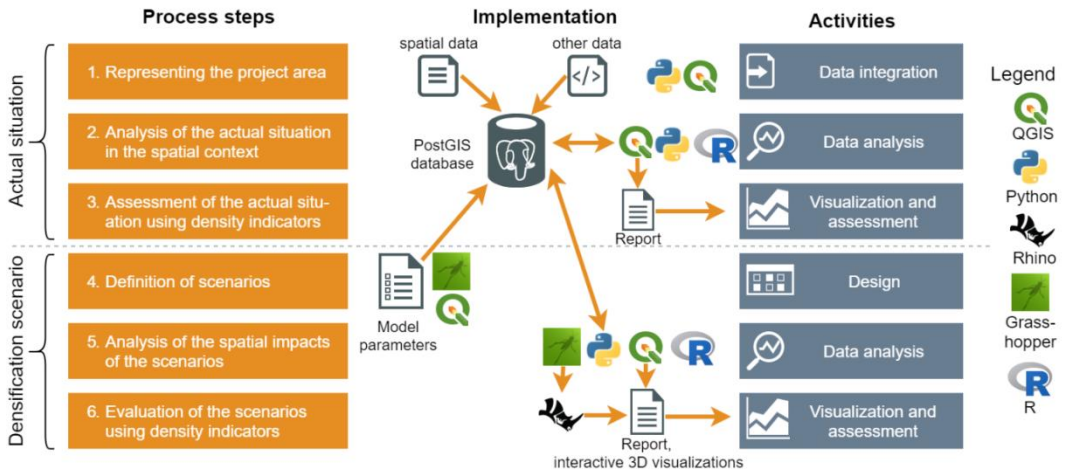 Process steps
Implementation
Activities
Actual situation
1. Representing the project area
2. Analysis of the actual situation
in the spatial context
3. Assessment of the actual situ-
ation using density indicators
Densification scenario
4. Definition of scenarios
5. Analysis of the spatial impacts
of the scenarios
6. Evaluation of the scenarios
using density indicators
spatial data
other data
</>
PostGIS
database
R
Report
Model
parameters
R
Report,
interactive 3D visualizations
Data integration
Data analysis
Visualization and
assessment
Design
Data analysis
Visualization and
assessment
Legend
QGIS
Python
Rhino
Grass-
hopper
R
R